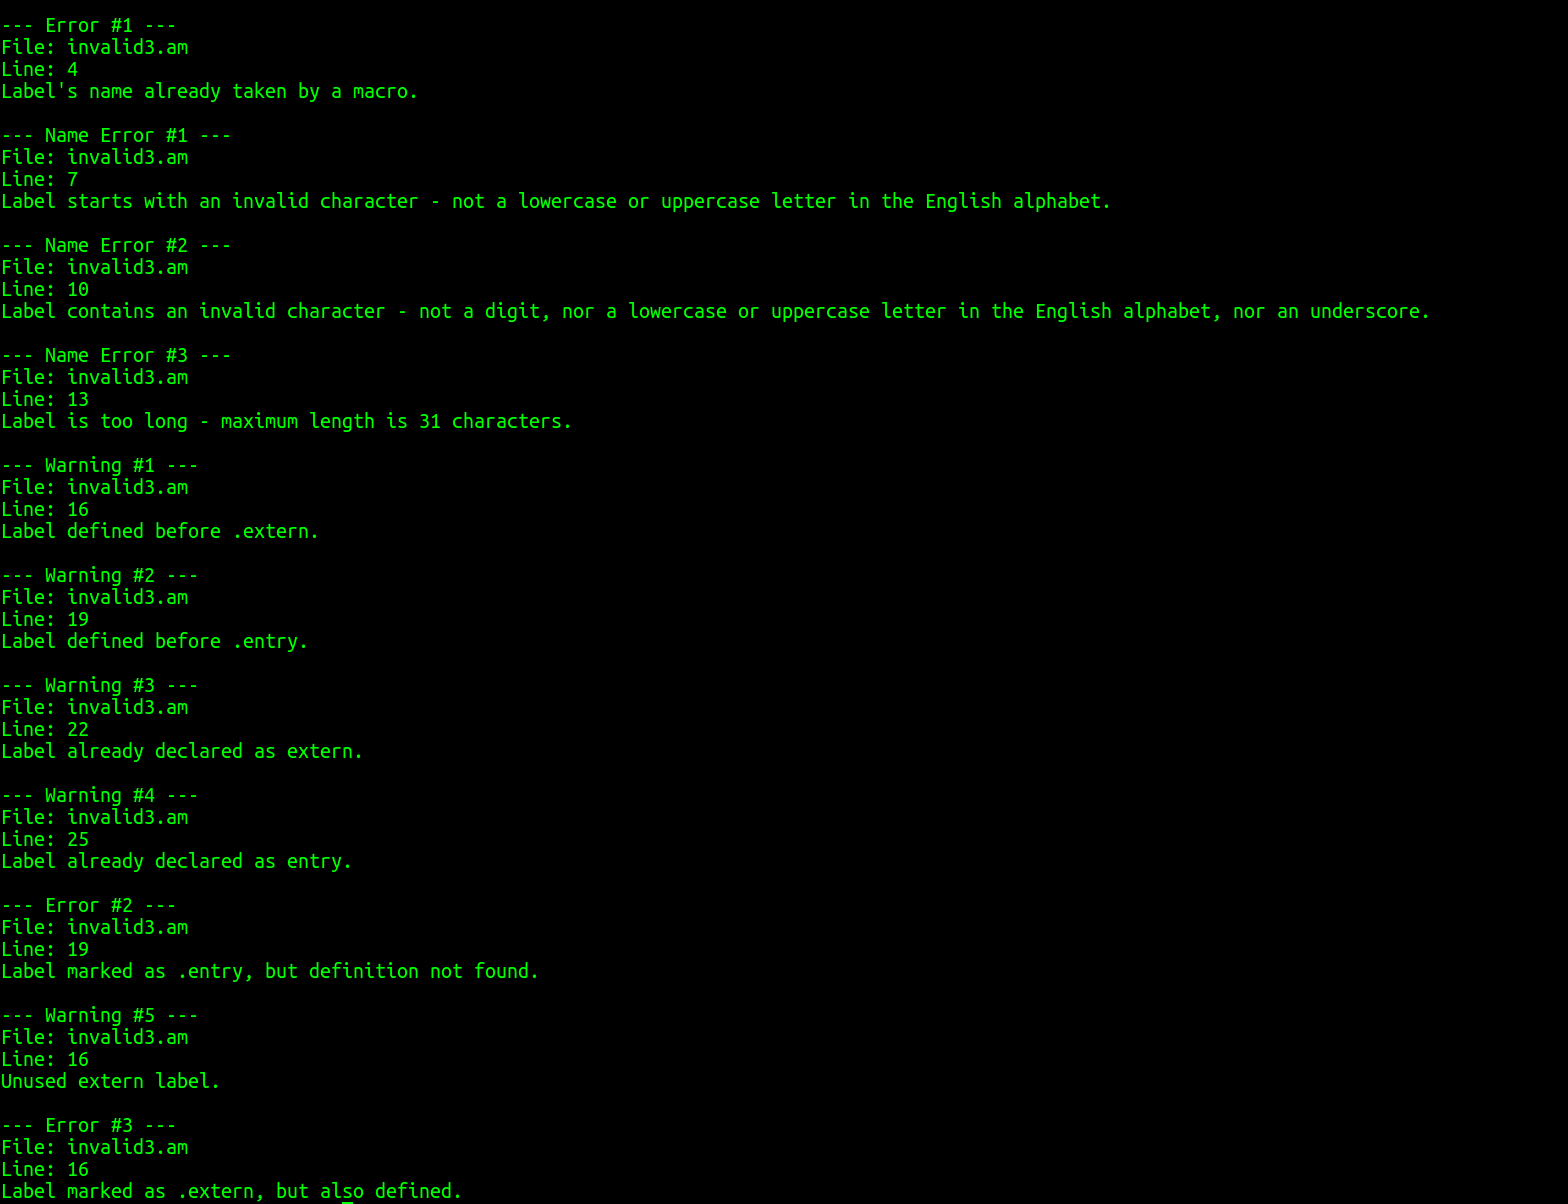 --- Error #1 ---
File: invalid3.am
Line: 4
Label's name already taken by a macro.
--- Name Error #1 ---
File: invalid3.am
Line: 7
Label starts with an invalid character - not a lowercase or uppercase letter in the English alphabet.
--- Name Error #2 ---
File: invalid3.am
Line: 10
Label contains an invalid character - not a digit, nor a lowercase or uppercase letter in the English alphabet, nor an underscore.
--- Name Error #3 ---
File: invalid3.am
Line: 13
Label is too long - maximum length is 31 characters.
--- Warning #1 ---
File: invalid3.am
Line: 16
Label defined before .extern.
--- Warning #2 ---
File: invalid3.am
Line: 19
Label defined before .entry.
--- Warning #3 ---
File: invalid3.am
Line: 22
Label already declared as extern.
--- Warning #4 ---
File: invalid3.am
Line: 25
Label already declared as entry.
--- Error #2 ---
File: invalid3.am
Line: 19
Label marked as .entry, but definition not found.
--- Warning #5 ---
File: invalid3.am
Line: 16
Unused extern label.
--- Error #3 ---
File: invalid3.am
Line: 16
Label marked as .extern, but also defined.